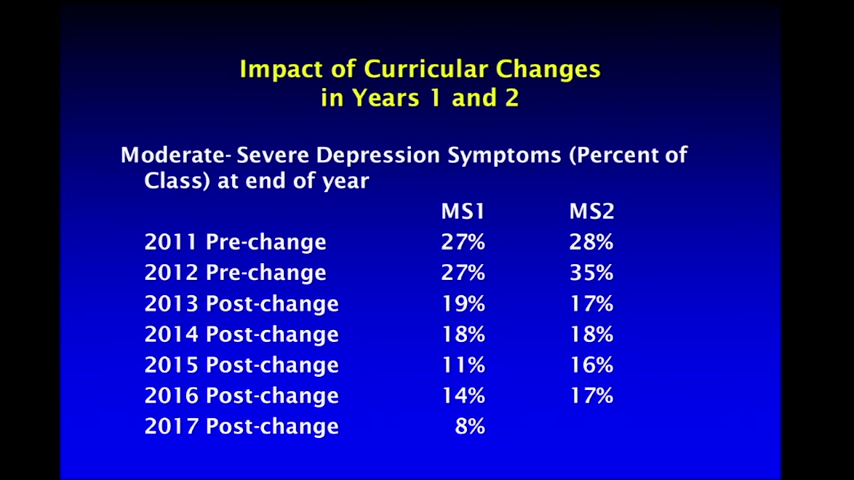 Impact of Curricular Changes
in Years 1 and 2
Moderate- Severe Depression Symptoms (Percent of
Class) at end of year
MS1 MS2
2011 Pre-change 27% 28%
2012 Pre-change 27% 35%
2013 Post-change 19% 17%
2014 Post-change 18% 18%
2015 Post-change 11% 16%
2016 Post-change 14% 17%
2017 Post-change 8%